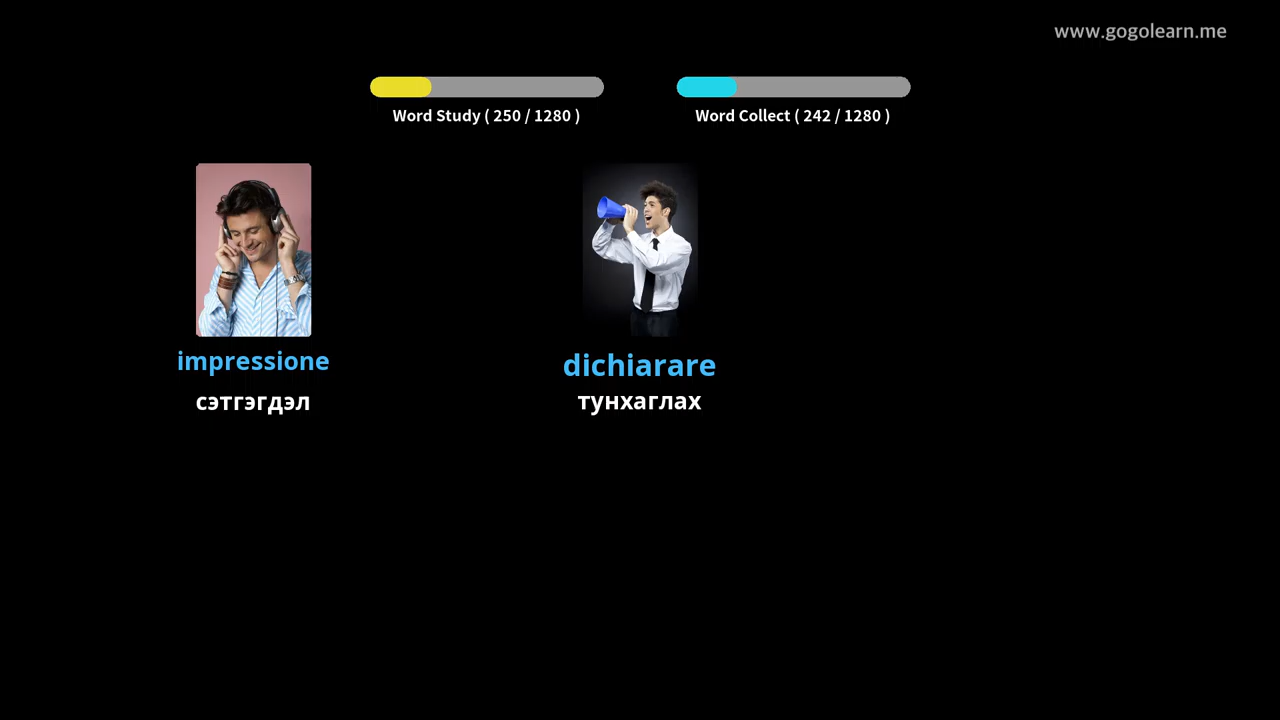 www.gogolearn.me
Word Study ( 250 / 1280 )
Word Collect ( 242 / 1280 )
impressione
сэтгэгдэл
dichiarare
тунхаглах